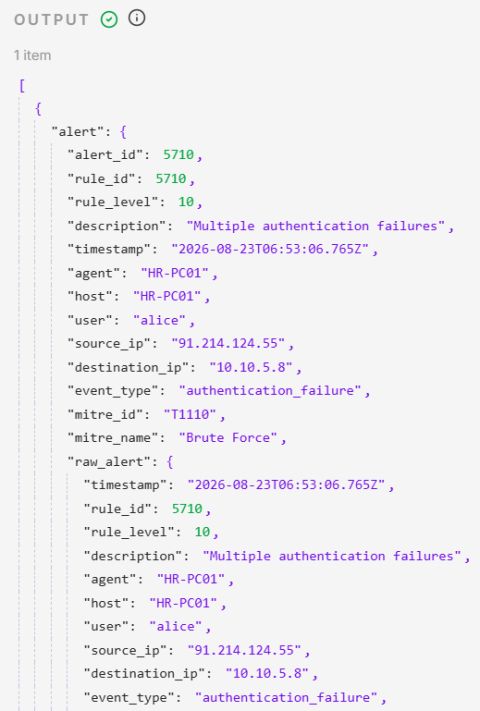 OUTPUT
1 item
[
{
"alert": {
"alert_id": 5710,
"rule_id": 5710,
"rule_level": 10,
"description": "Multiple authentication failures",
"timestamp": "2026-08-23T06:53:06.765Z",
"agent": "HR-PC01",
"host": "HR-PC01",
"user": "alice",
"source_ip": "91.214.124.55",
"destination_ip": "10.10.5.8",
"event_type": "authentication_failure",
"mitre_id": "T1110",
"mitre_name": "Brute Force",
"raw_alert": {
"timestamp": "2026-08-23T06:53:06.765Z",
"rule_id": 5710,
"rule_level": 10,
"description": "Multiple authentication failures",
"agent": "HR-PC01",
"host": "HR-PC01",
"user": "alice",
"source_ip": "91.214.124.55",
"destination_ip": "10.10.5.8",
"event_type": "authentication_failure",